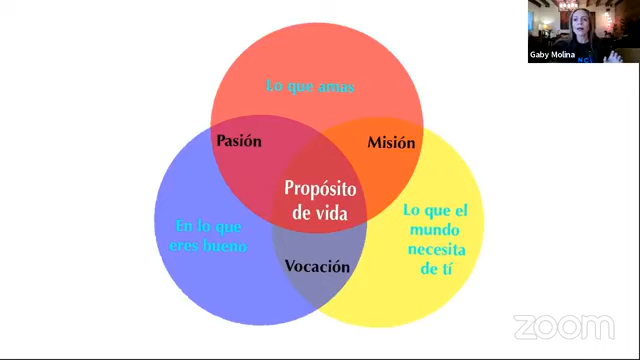 Gaby Molina
Lo que amas
Pasión
Misión
Propósito
de vida
En lo que
eres bueno
Lo que el
mundo
necesita
de tí
Vocación
zoom